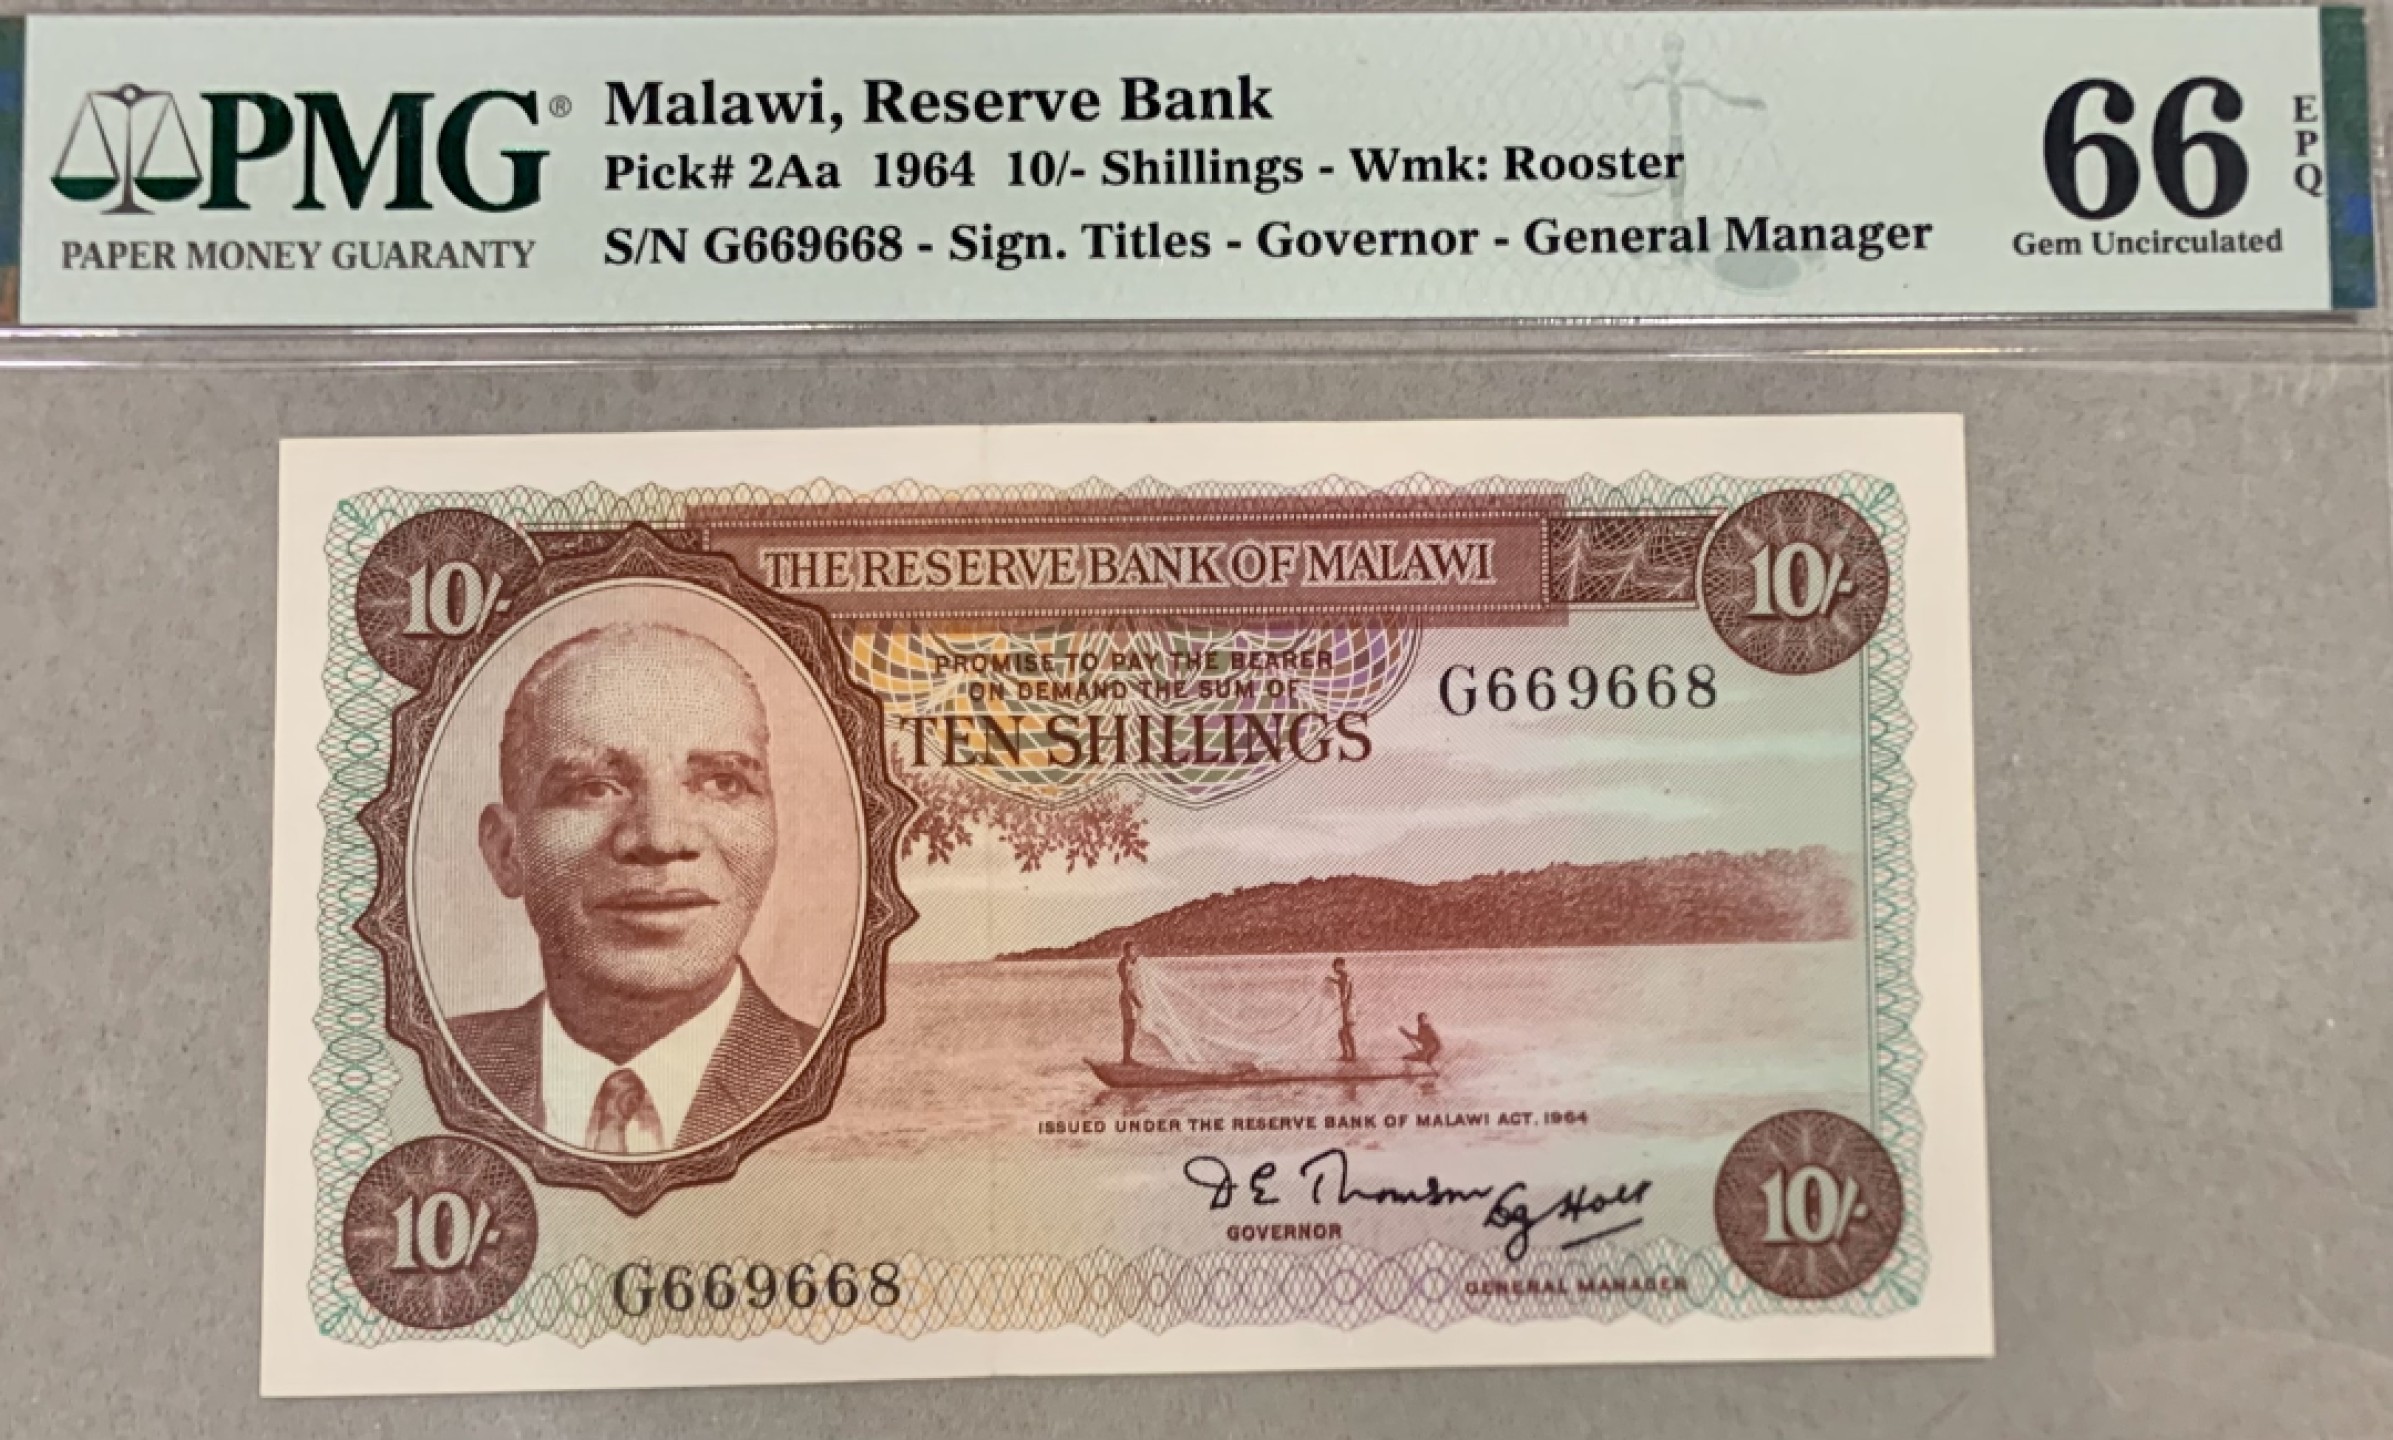 PMG®
PAPER MONEY GUARANTY
Malawi, Reserve Bank
Pick# 2Aa 1964 10/- Shillings - Wmk: Rooster
S/N G669668 - Sign. Titles - Governor - General Manager
66
EPQ
Gem Uncirculated
10/-
THE RESERVE BANK OF MALAWI
10/-
PROMISE TO PAY THE BEARER
ON DEMAND THE SUM OF
TEN SHILLINGS
G669668
ISSUED UNDER THE RESERVE BANK OF MALAWI ACT, 1964
D E Thomson
GOVERNOR
GENERAL MANAGER
10/-
G669668
10/-